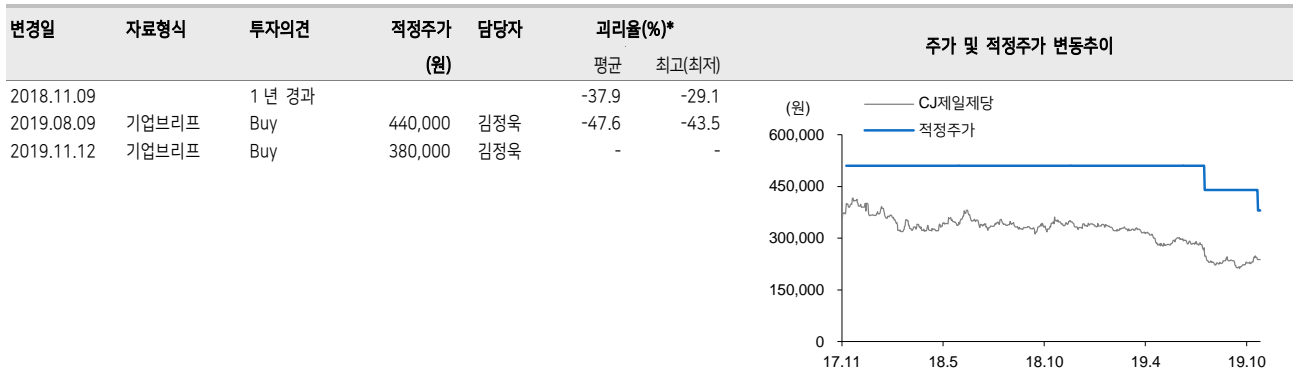 변경일 자료형식 투자의견 적정주가 담당자 괴리율(%)* 주가 및 적정주가 변동추이
(원) 평균 최고(최저)
2018.11.09 1년 경과 -37.9 -29.1
2019.08.09 기업브리프 Buy 440,000 김정욱 -47.6 -43.5
2019.11.12 기업브리프 Buy 380,000 김정욱 - -
(원)
CJ제일제당
적정주가
600,000
450,000
300,000
150,000
0
17.11 18.5 18.10 19.4 19.10